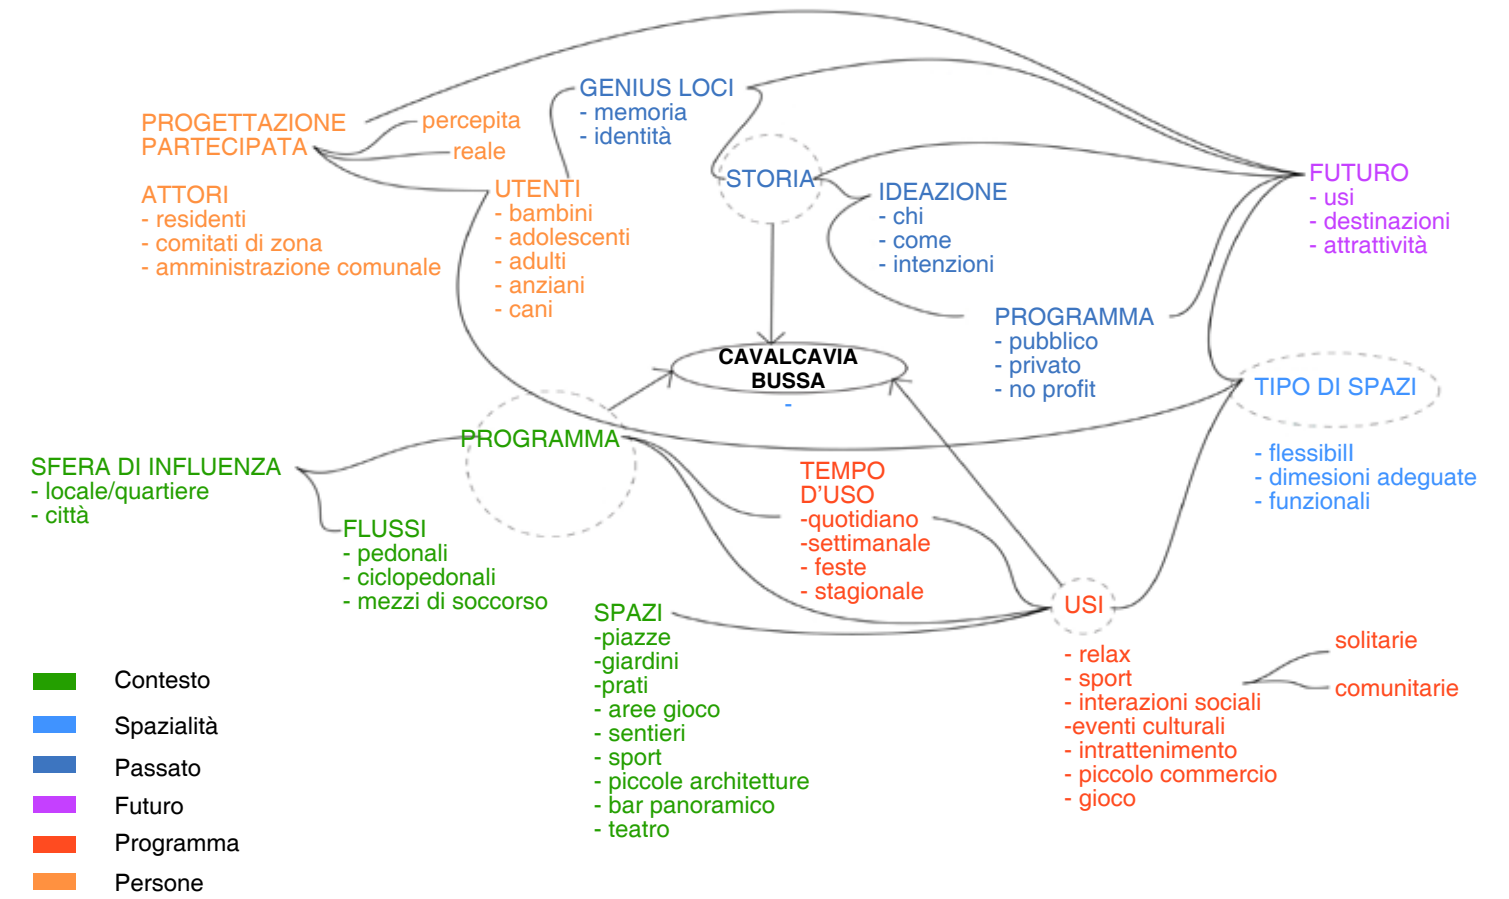 PROGETTAZIONE
PARTECIPATA
percepita
reale
ATTORI
- residenti
- comitati di zona
- amministrazione comunale
GENIUS LOCI
- memoria
- identità
UTENTI
- bambini
- adolescenti
- adulti
- anziani
- cani
STORIA
IDEAZIONE
- chi
- come
- intenzioni
PROGRAMMA
- pubblico
- privato
- no profit
FUTURO
- usi
- destinazioni
- attrattività
CAVALCAVIA
BUSSA
-
TIPO DI SPAZI
- flessibilI
- dimesioni adeguate
- funzionali
PROGRAMMA
SFERA DI INFLUENZA
- locale/quartiere
- città
FLUSSI
- pedonali
- ciclopedonali
- mezzi di soccorso
TEMPO
D'USO
-quotidiano
-settimanale
- feste
- stagionale
SPAZI
-piazze
-giardini
-prati
- aree gioco
- sentieri
- sport
- piccole architetture
- bar panoramico
- teatro
USI
- relax
- sport
- interazioni sociali
-eventi culturali
- intrattenimento
- piccolo commercio
- gioco
solitarie
comunitarie
Contesto
Spazialità
Passato
Futuro
Programma
Persone